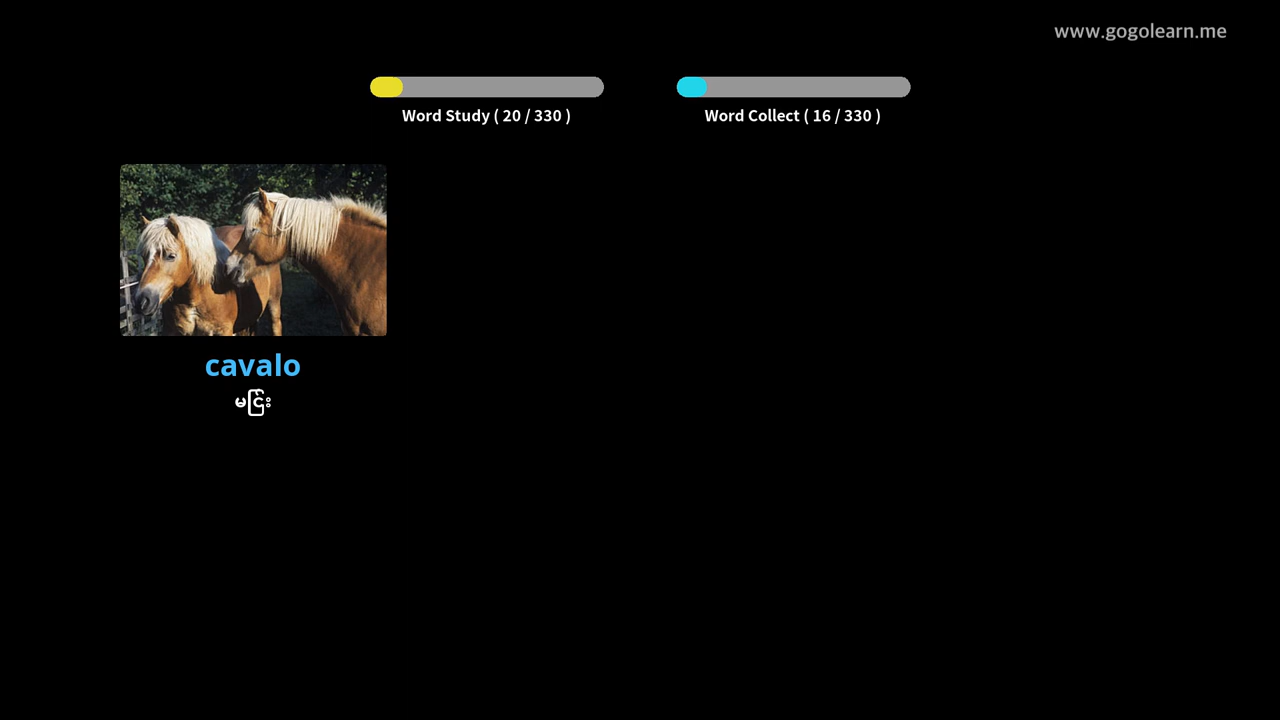 www.gogolearn.me
Word Study ( 20 / 330 )
Word Collect ( 16 / 330 )
cavalo
မြင်း